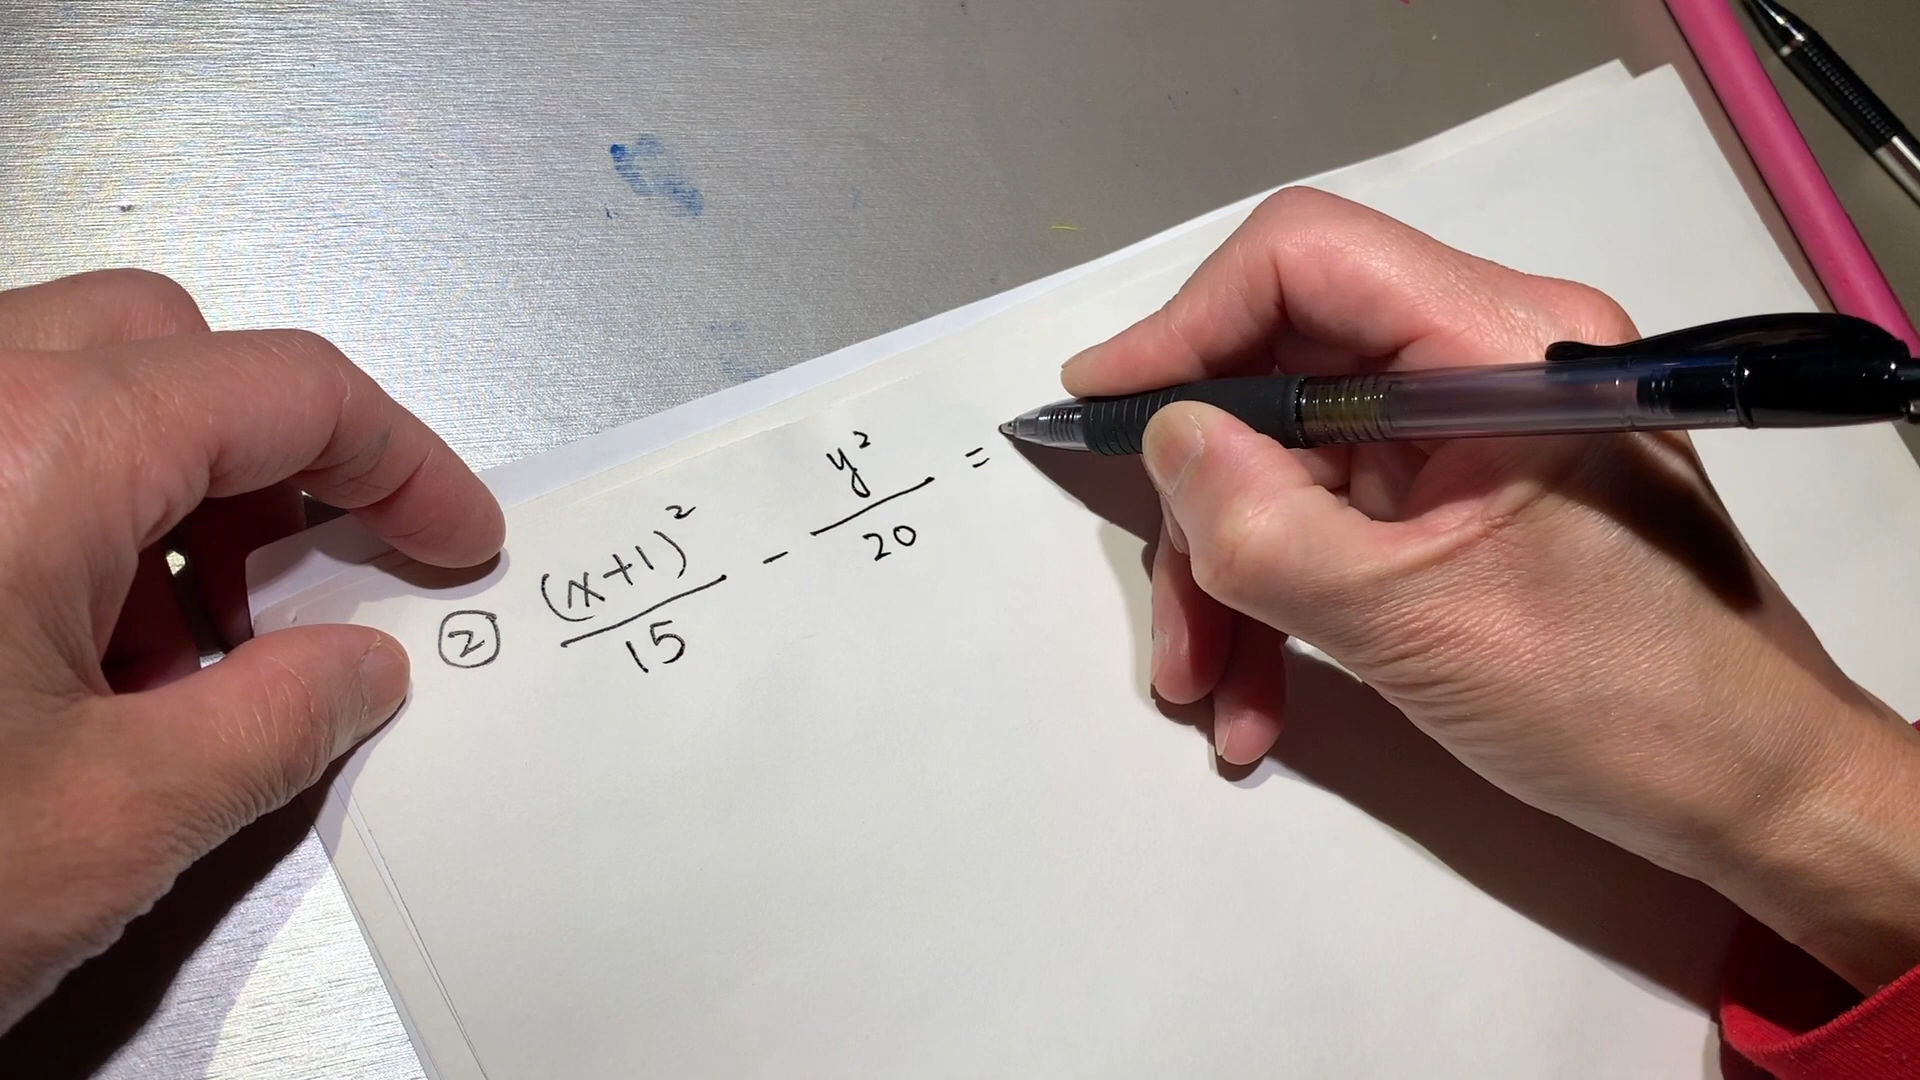 ② (x+1)²/15 - y²/20 =